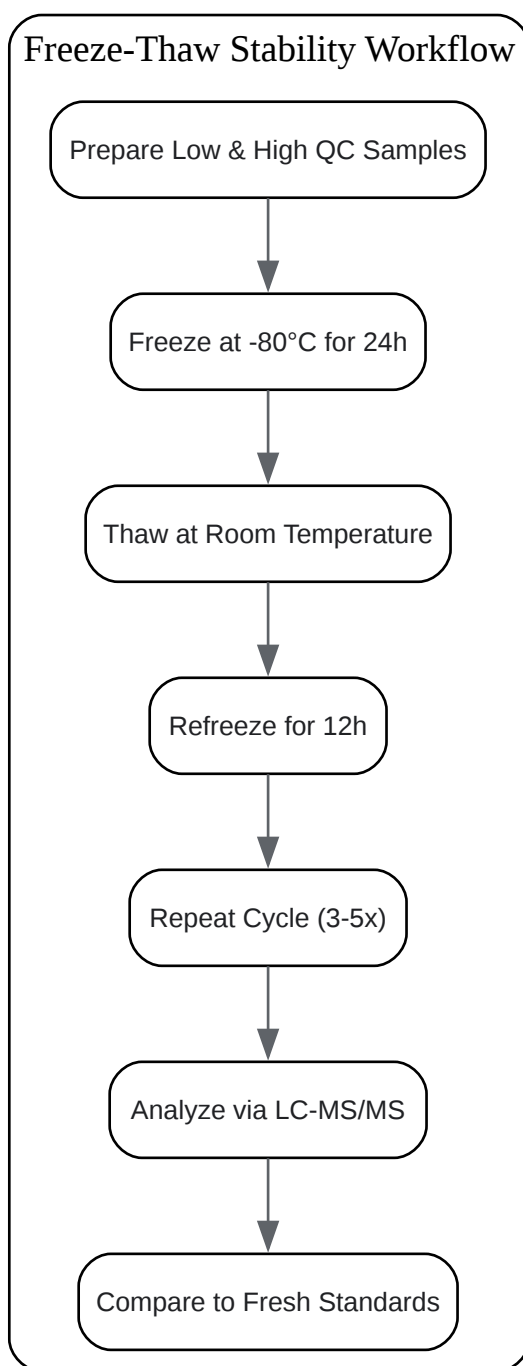 Freeze-Thaw Stability Workflow
Prepare Low & High QC Samples
Freeze at -80°C for 24h
Thaw at Room Temperature
Refreeze for 12h
Repeat Cycle (3-5x)
Analyze via LC-MS/MS
Compare to Fresh Standards